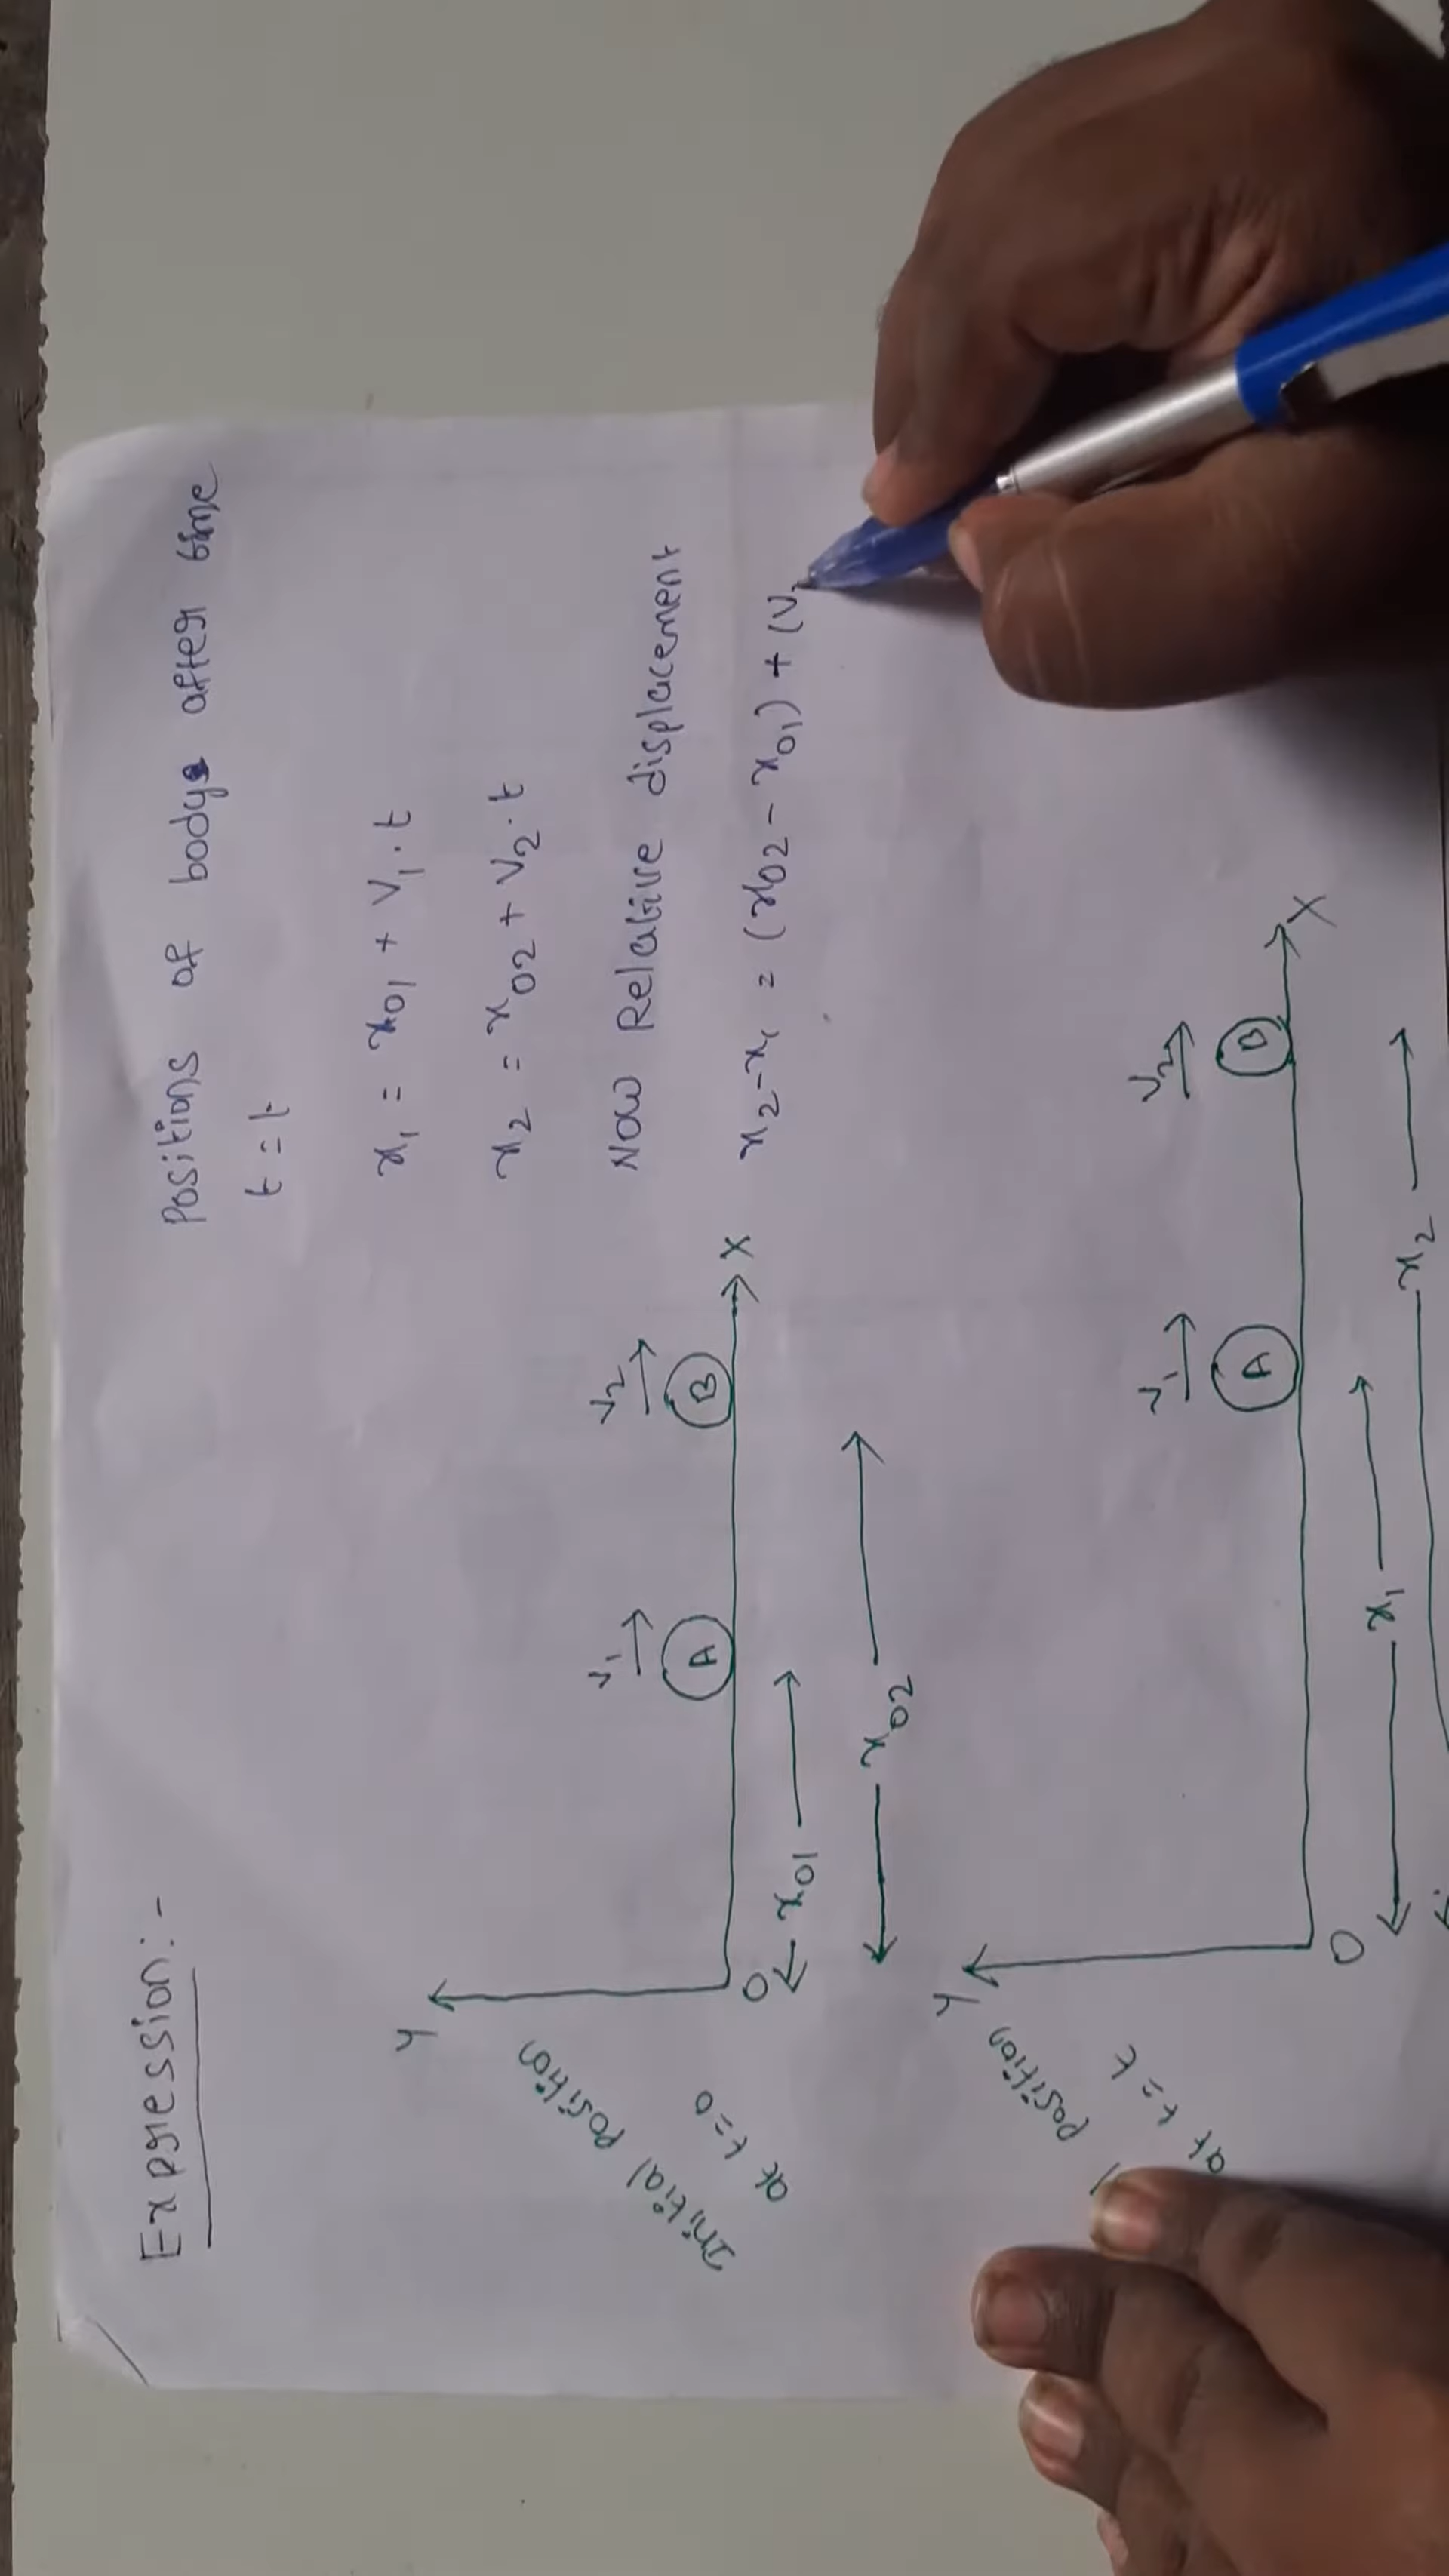 Expression:-
Positions of bodys after time
t = t
x₁ = x₀₁ + V₁.t
x₂ = x₀₂ + V₂.t
Now Relative displacement
x₂-x₁ = (x₀₂ - x₀₁) + (V
Y
Initial position
at t=0
V₁
V₂
A
B
X
O
x₀₁
x₀₂
Y
position
at t=t
V₁
V₂
A
B
X
O
x₁
x₂